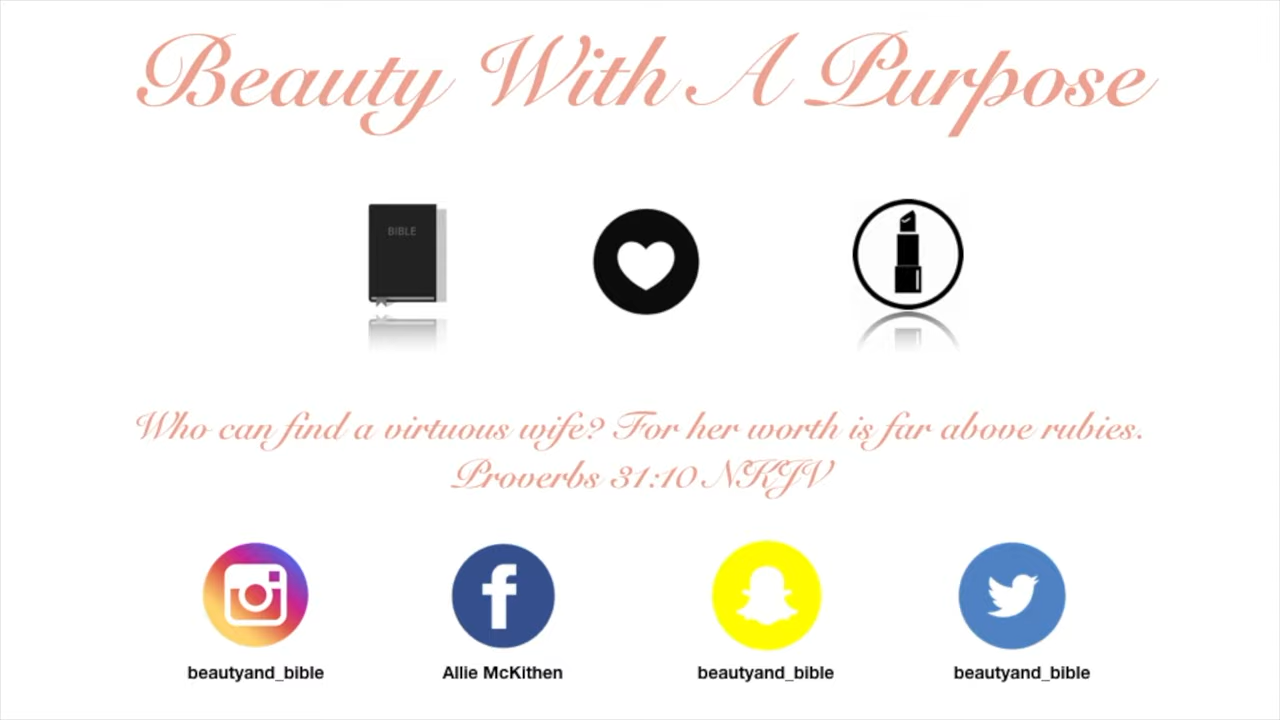 Beauty With A Purpose
BIBLE
Who can find a virtuous wife? For her worth is far above rubies.
Proverbs 31:10 NKJV
beautyand_bible
Allie McKithen
beautyand_bible
beautyand_bible